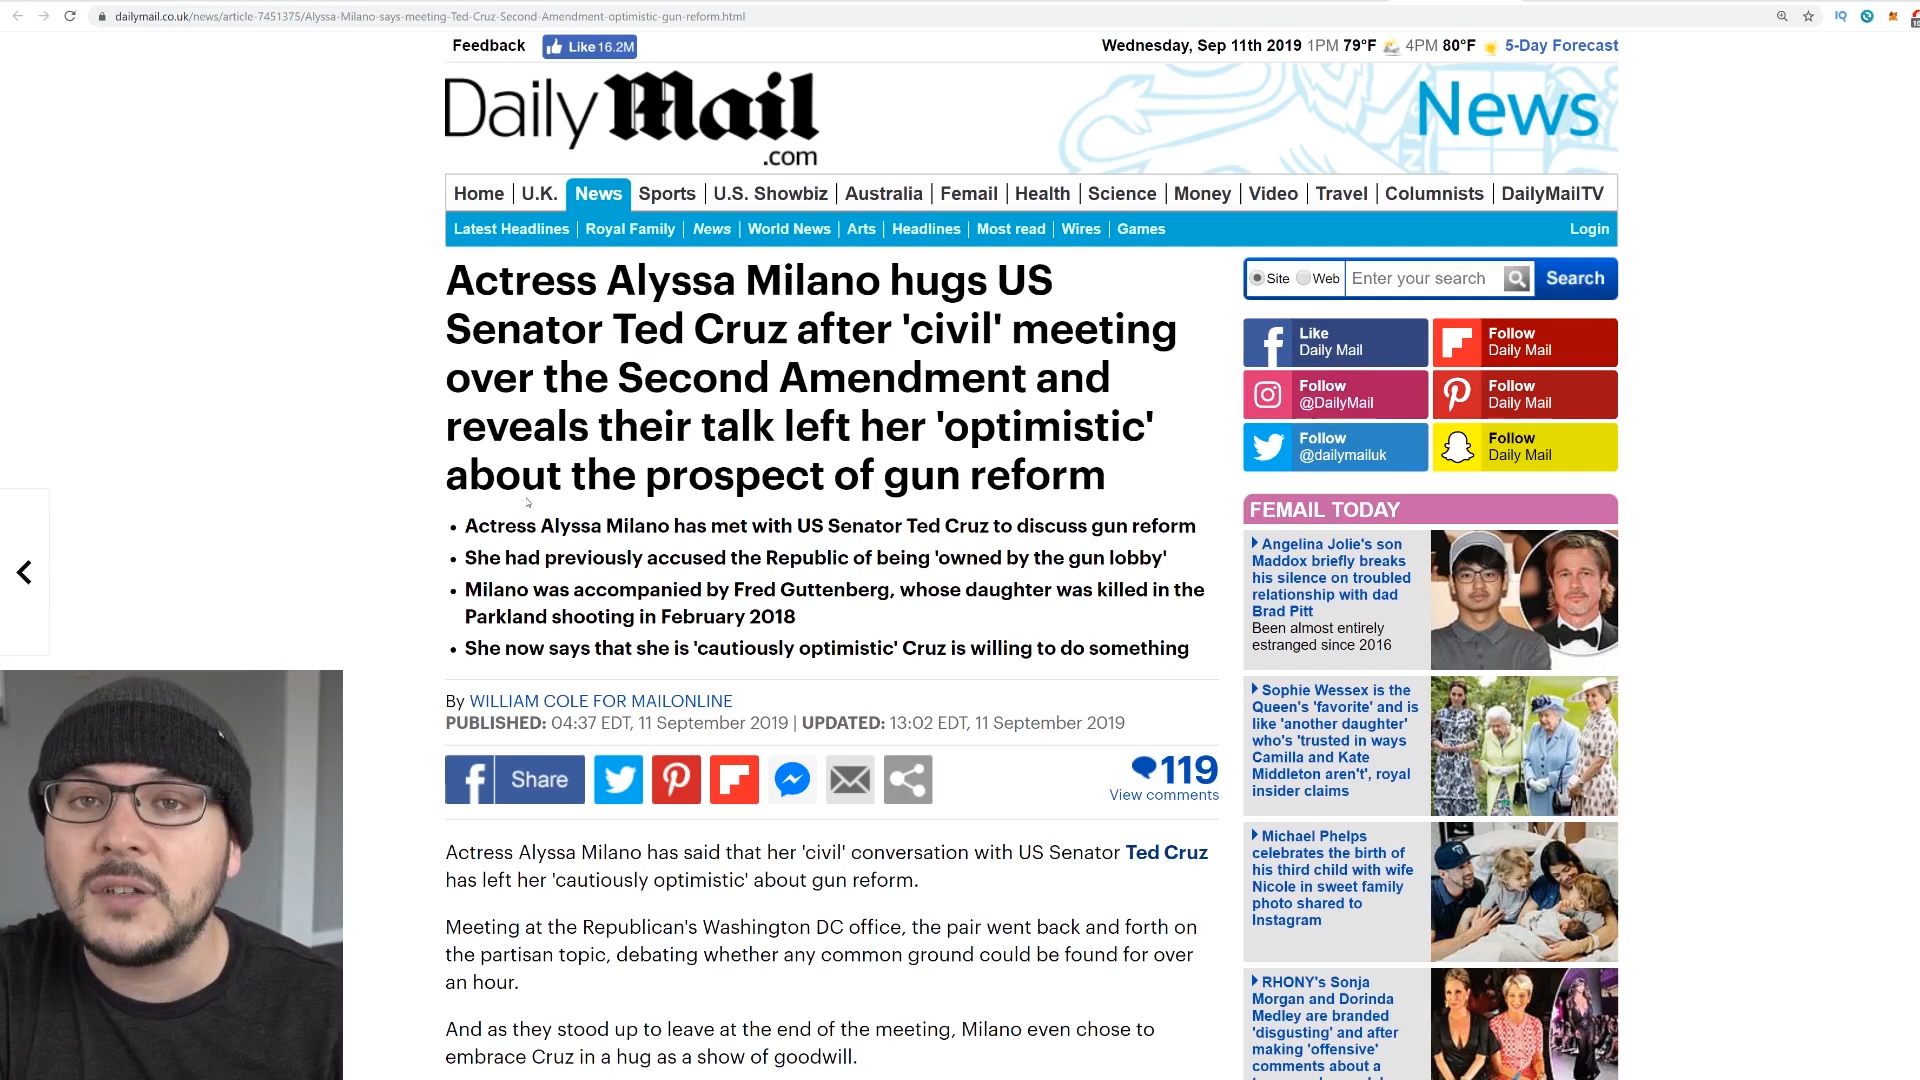 dailymail.co.uk/news/article-7451375/Alyssa-Milano-says-meeting-Ted-Cruz-Second-Amendment-optimistic-gun-reform.html
IQ
Feedback
Like 16.2M
Wednesday, Sep 11th 2019 1PM 79°F 4PM 80°F 5-Day Forecast
Daily Mail
.com
News
Home U.K. News Sports U.S. Showbiz Australia Femail Health Science Money Video Travel Columnists DailyMailTV
Latest Headlines Royal Family News World News Arts Headlines Most read Wires Games Login
Actress Alyssa Milano hugs US
Senator Ted Cruz after 'civil' meeting
over the Second Amendment and
reveals their talk left her 'optimistic'
about the prospect of gun reform
• Actress Alyssa Milano has met with US Senator Ted Cruz to discuss gun reform
• She had previously accused the Republic of being 'owned by the gun lobby'
• Milano was accompanied by Fred Guttenberg, whose daughter was killed in the
Parkland shooting in February 2018
• She now says that she is 'cautiously optimistic' Cruz is willing to do something
By WILLIAM COLE FOR MAILONLINE
PUBLISHED: 04:37 EDT, 11 September 2019 | UPDATED: 13:02 EDT, 11 September 2019
Share
119
View comments
Actress Alyssa Milano has said that her 'civil' conversation with US Senator Ted Cruz
has left her 'cautiously optimistic' about gun reform.
Meeting at the Republican's Washington DC office, the pair went back and forth on
the partisan topic, debating whether any common ground could be found for over
an hour.
And as they stood up to leave at the end of the meeting, Milano even chose to
embrace Cruz in a hug as a show of goodwill.
Site Web Enter your search Search
Like
Daily Mail
Follow
Daily Mail
Follow
@DailyMail
Follow
Daily Mail
Follow
@dailymailuk
Follow
Daily Mail
FEMAIL TODAY
Angelina Jolie's son
Maddox briefly breaks
his silence on troubled
relationship with dad
Brad Pitt
Been almost entirely
estranged since 2016
Sophie Wessex is the
Queen's 'favorite' and is
like 'another daughter'
who's 'trusted in ways
Camilla and Kate
Middleton aren't', royal
insider claims
Michael Phelps
celebrates the birth of
his third child with wife
Nicole in sweet family
photo shared to
Instagram
RHONY's Sonja
Morgan and Dorinda
Medley are branded
'disgusting' and after
making 'offensive'
comments about a